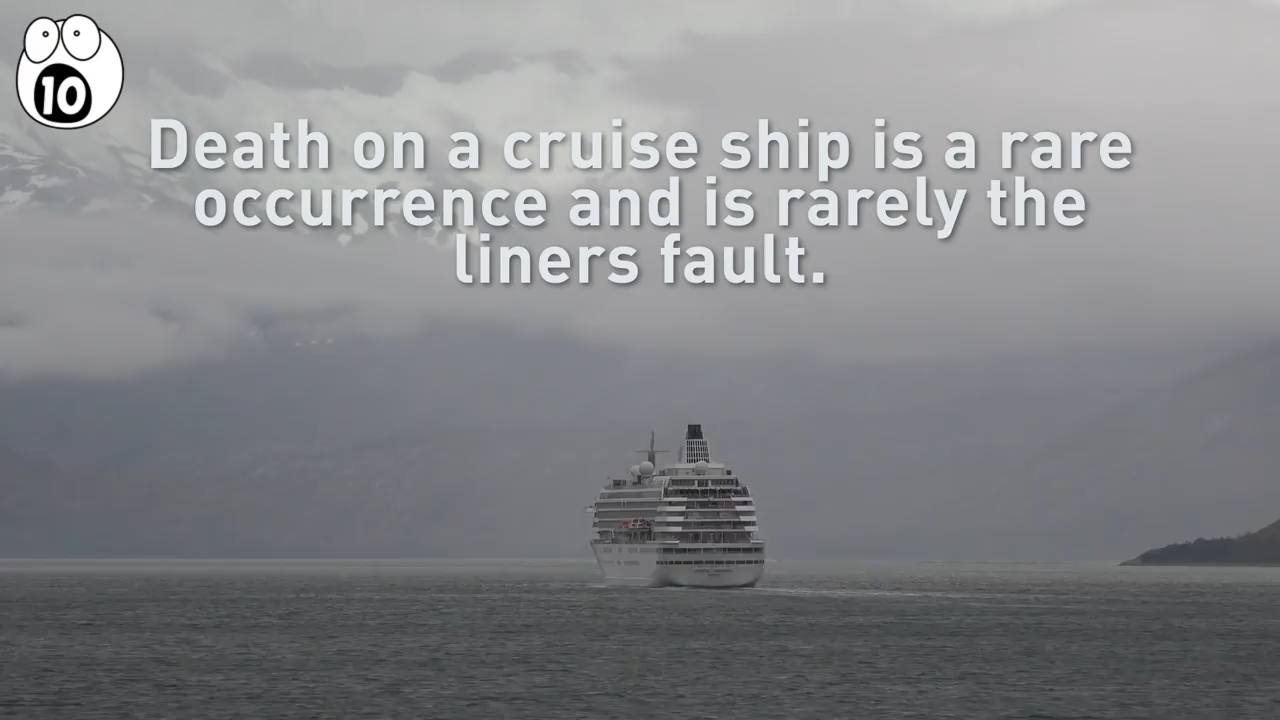 10
Death on a cruise ship is a rare
occurrence and is rarely the
liners fault.